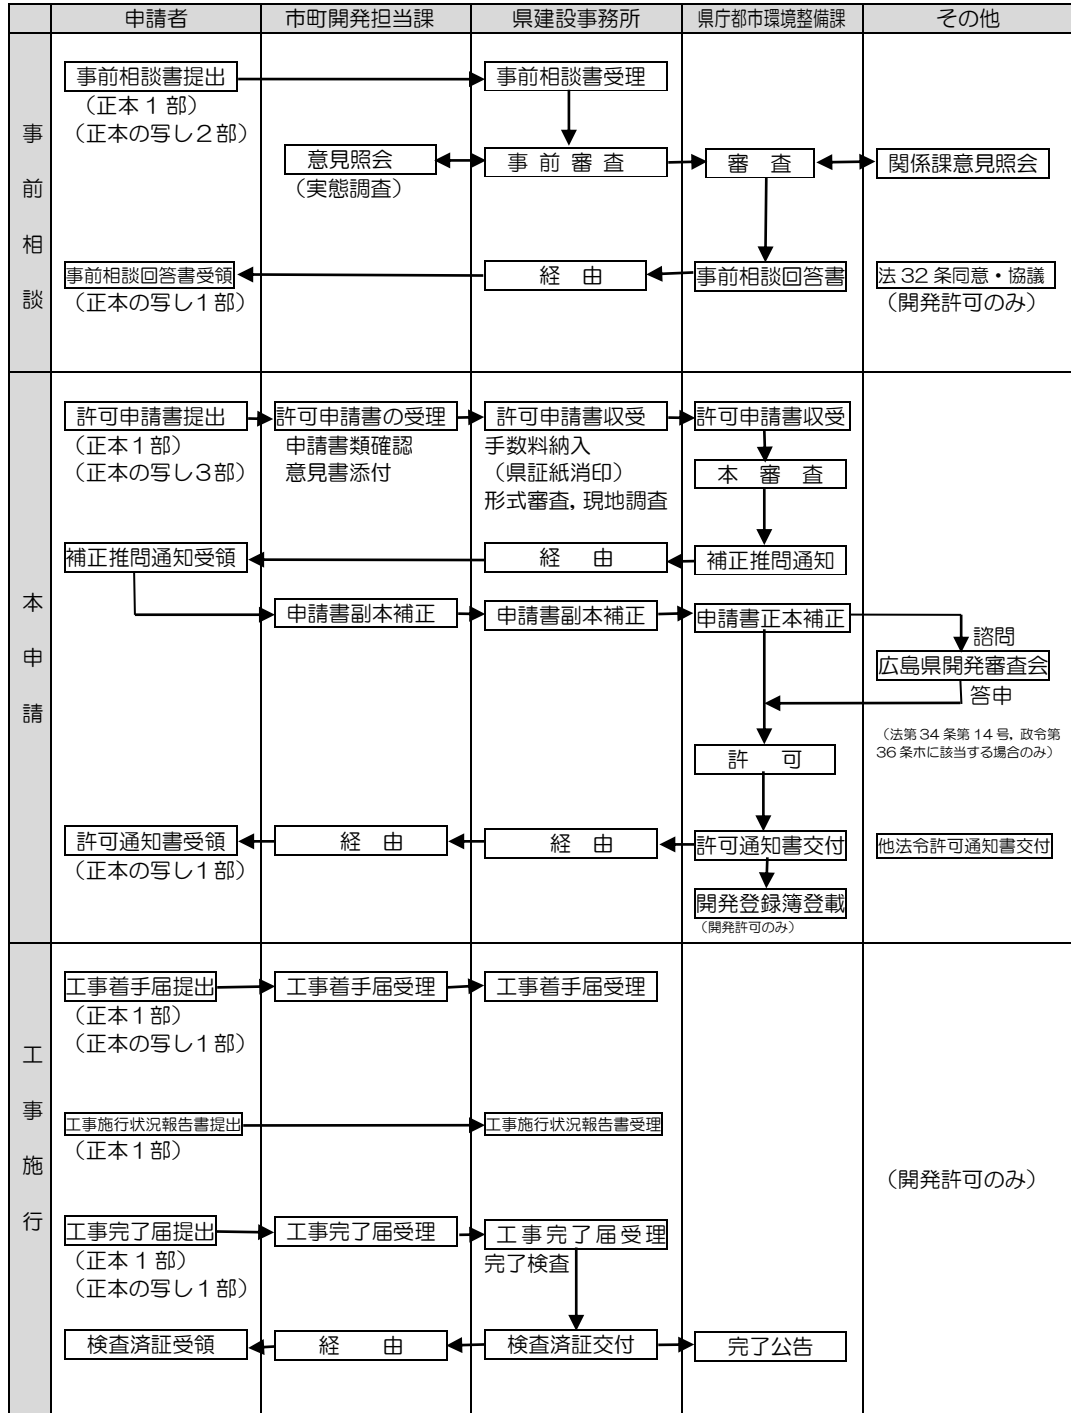 申請者 市町開発担当課 県建設事務所 県庁都市環境整備課 その他
事前相談
事前相談書提出 事前相談書受理
（正本１部）
（正本の写し２部）
意見照会 事前審査 審査 関係課意見照会
（実態調査）
事前相談回答書受領 経由 事前相談回答書 法 32 条同意・協議
（正本の写し１部） （開発許可のみ）
本申請
許可申請書提出 許可申請書の受理 許可申請書収受 許可申請書収受
（正本１部） 申請書類確認 手数料納入
（正本の写し３部） 意見書添付 （県証紙消印） 本審査
形式審査，現地調査
補正推問通知受領 経由 補正推問通知
申請書副本補正 申請書副本補正 申請書正本補正
諮問
広島県開発審査会
答申
（法第 34 条第 14 号，政令第
36 条ホに該当する場合のみ）
許可
許可通知書受領 経由 経由 許可通知書交付 他法令許可通知書交付
（正本の写し１部）
開発登録簿登載
（開発許可のみ）
工事施行
工事着手届提出 工事着手届受理 工事着手届受理
（正本１部）
（正本の写し１部）
工事施行状況報告書提出 工事施行状況報告書受理
（正本１部）
（開発許可のみ）
工事完了届提出 工事完了届受理 工事完了届受理
（正本１部） 完了検査
（正本の写し１部）
検査済証受領 経由 検査済証交付 完了公告